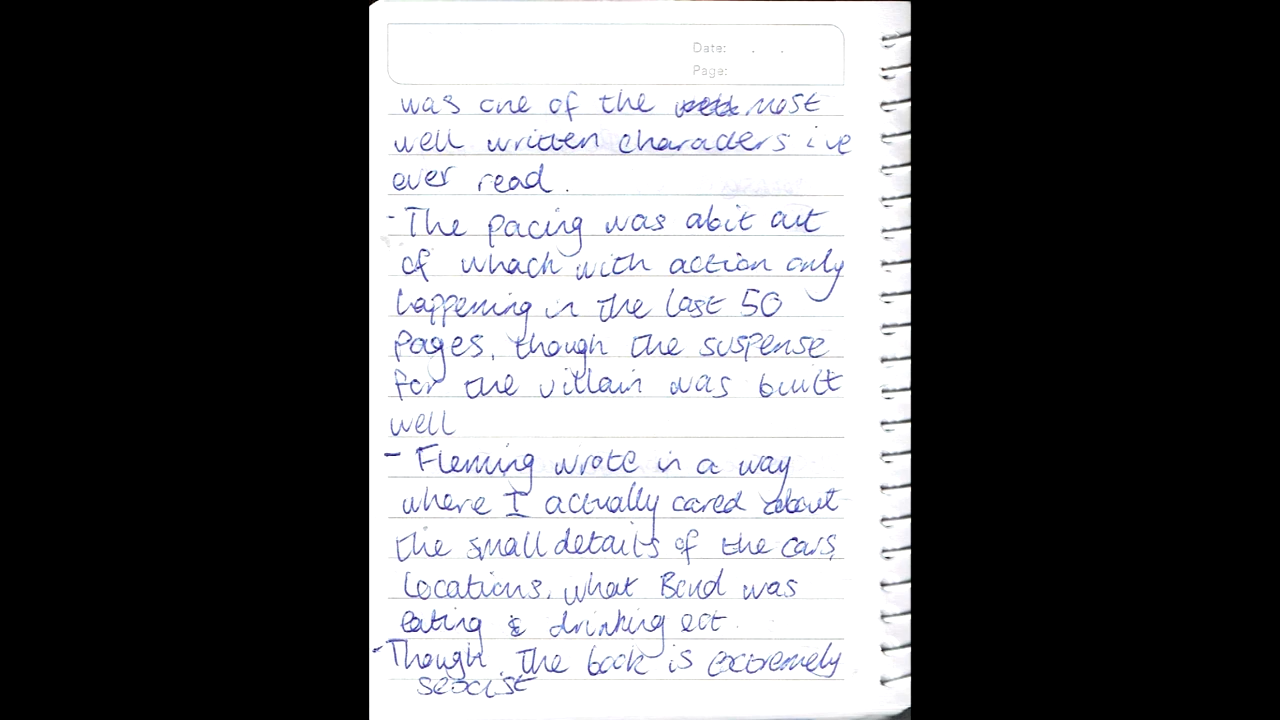 Date: . .
Page:
was one of the most
well written characters i've
ever read.
- The pacing was abit out
of whack with action only
happening in the last 50
pages, though the suspense
for the villain was built
well
- Fleming wrote in a way
where I actually cared about
the small details of the cars,
locations, what Bond was
eating & drinking ect.
- Though the book is extremely
sexist